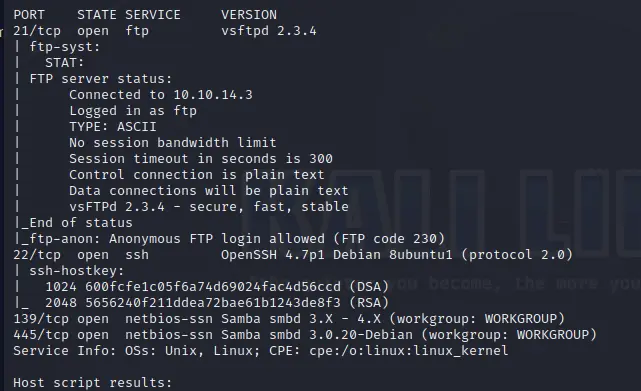 PORT    STATE SERVICE     VERSION
21/tcp  open  ftp         vsftpd 2.3.4
| ftp-syst:
|   STAT:
| FTP server status:
|      Connected to 10.10.14.3
|      Logged in as ftp
|      TYPE: ASCII
|      No session bandwidth limit
|      Session timeout in seconds is 300
|      Control connection is plain text
|      Data connections will be plain text
|      vsFTPd 2.3.4 - secure, fast, stable
|_End of status
|_ftp-anon: Anonymous FTP login allowed (FTP code 230)
22/tcp  open  ssh         OpenSSH 4.7p1 Debian 8ubuntu1 (protocol 2.0)
| ssh-hostkey:
|   1024 600fcfe1c05f6a74d69024fac4d56ccd (DSA)
|_  2048 5656240f211ddea72bae61b1243de8f3 (RSA)
139/tcp open  netbios-ssn Samba smbd 3.X - 4.X (workgroup: WORKGROUP)
445/tcp open  netbios-ssn Samba smbd 3.0.20-Debian (workgroup: WORKGROUP)
Service Info: OSs: Unix, Linux; CPE: cpe:/o:linux:linux_kernel

Host script results: